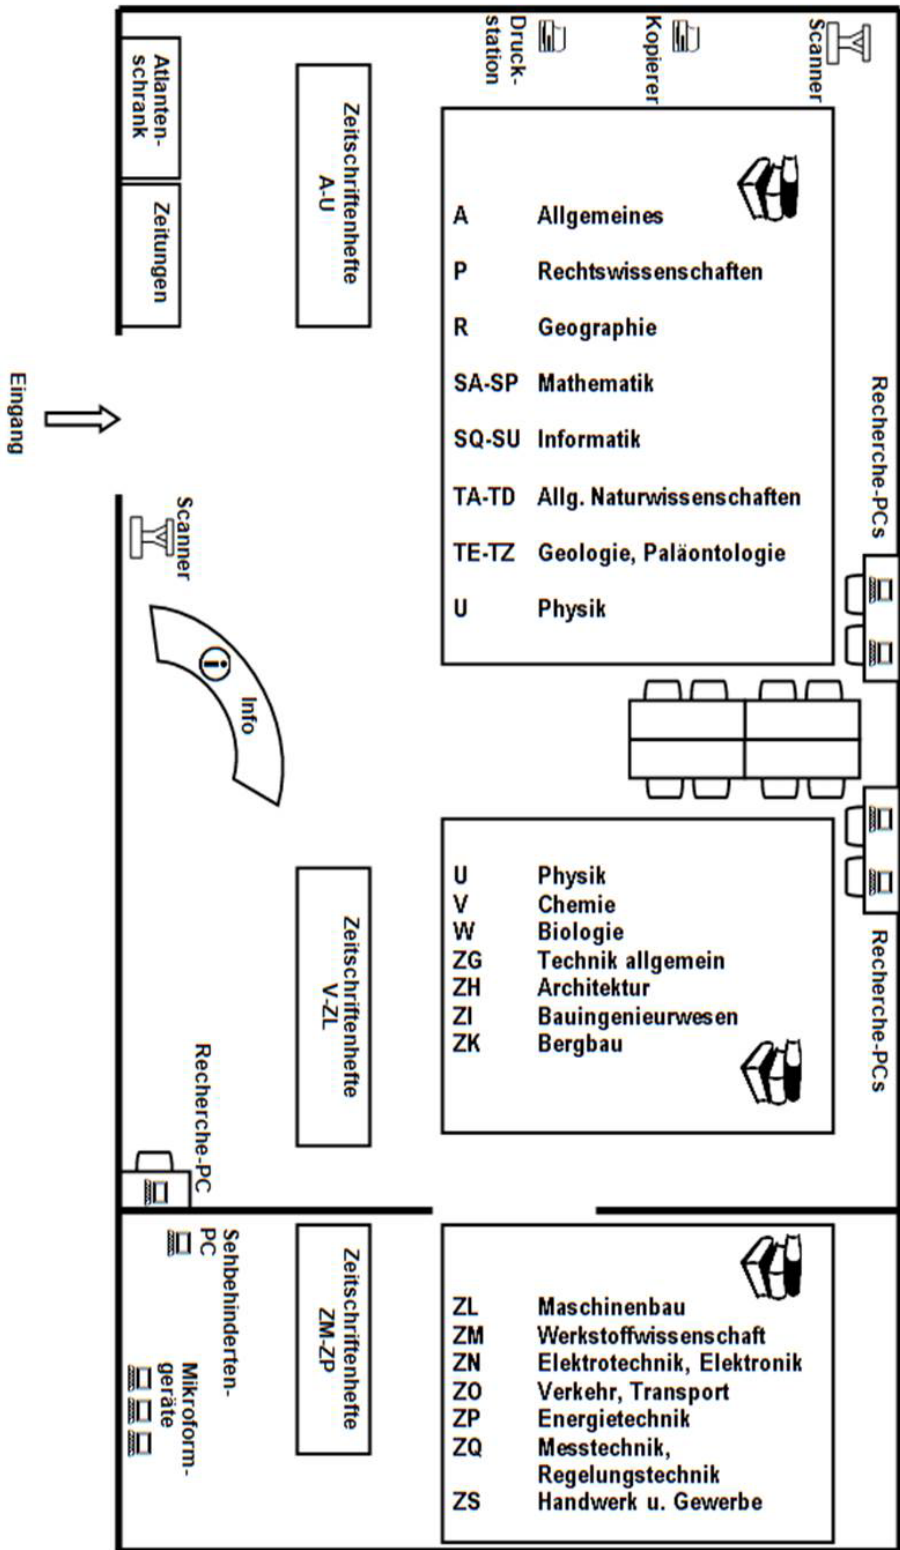 Druck-
station
Kopierer
Scanner
Atlanten-
schrank
Zeitungen
Zeitschriftenhefte
A-U
A Allgemeines
P Rechtswissenschaften
R Geographie
SA-SP Mathematik
SQ-SU Informatik
TA-TD Allg. Naturwissenschaften
TE-TZ Geologie, Paläontologie
U Physik
Recherche-PCs
Eingang
Scanner
i
Info
U Physik
V Chemie
W Biologie
ZG Technik allgemein
ZH Architektur
ZI Bauingenieurwesen
ZK Bergbau
Zeitschriftenhefte
V-ZL
Recherche-PCs
Recherche-PC
Sehbehinderten-
PC
Mikroform-
geräte
Zeitschriftenhefte
ZM-ZP
ZL Maschinenbau
ZM Werkstoffwissenschaft
ZN Elektrotechnik, Elektronik
ZO Verkehr, Transport
ZP Energietechnik
ZQ Messtechnik,
Regelungstechnik
ZS Handwerk u. Gewerbe